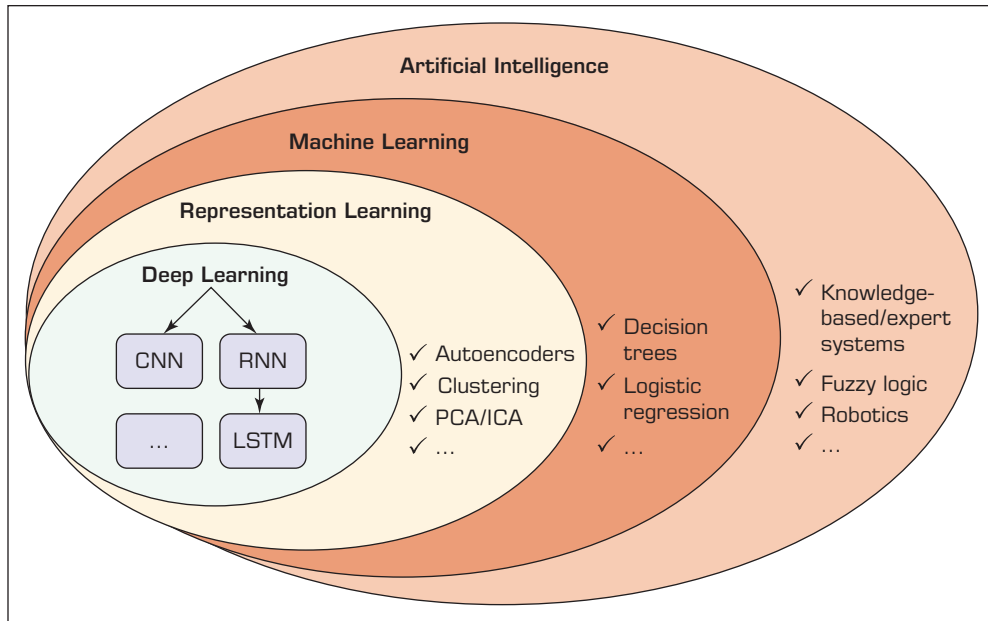 Artificial Intelligence
Machine Learning
Representation Learning
Deep Learning
CNN
RNN
...
LSTM
✓ Autoencoders
✓ Clustering
✓ PCA/ICA
✓ ...
✓ Decision
trees
✓ Logistic
regression
✓ ...
✓ Knowledge-
based/expert
systems
✓ Fuzzy logic
✓ Robotics
✓ ...